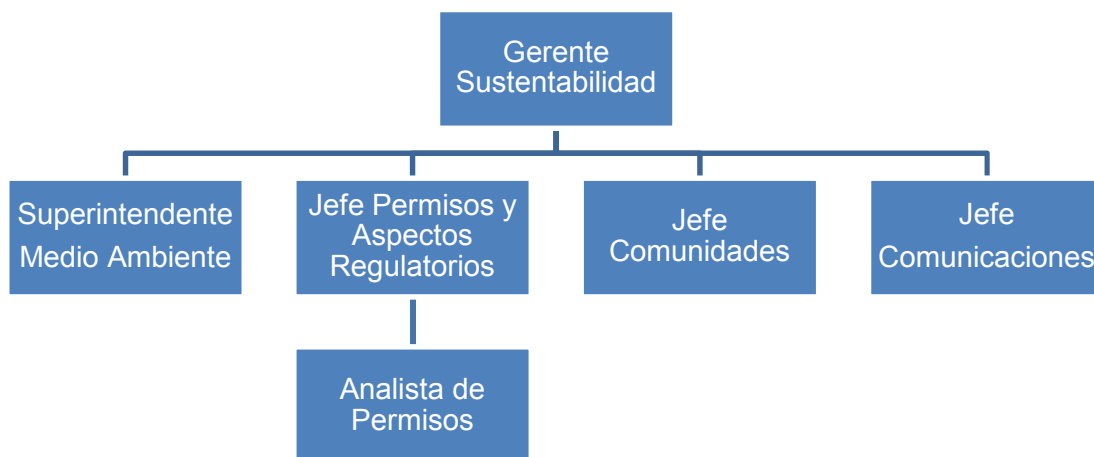 Gerente
Sustentabilidad
Superintendente
Medio Ambiente
Jefe Permisos y
Aspectos
Regulatorios
Jefe
Comunidades
Jefe
Comunicaciones
Analista de
Permisos